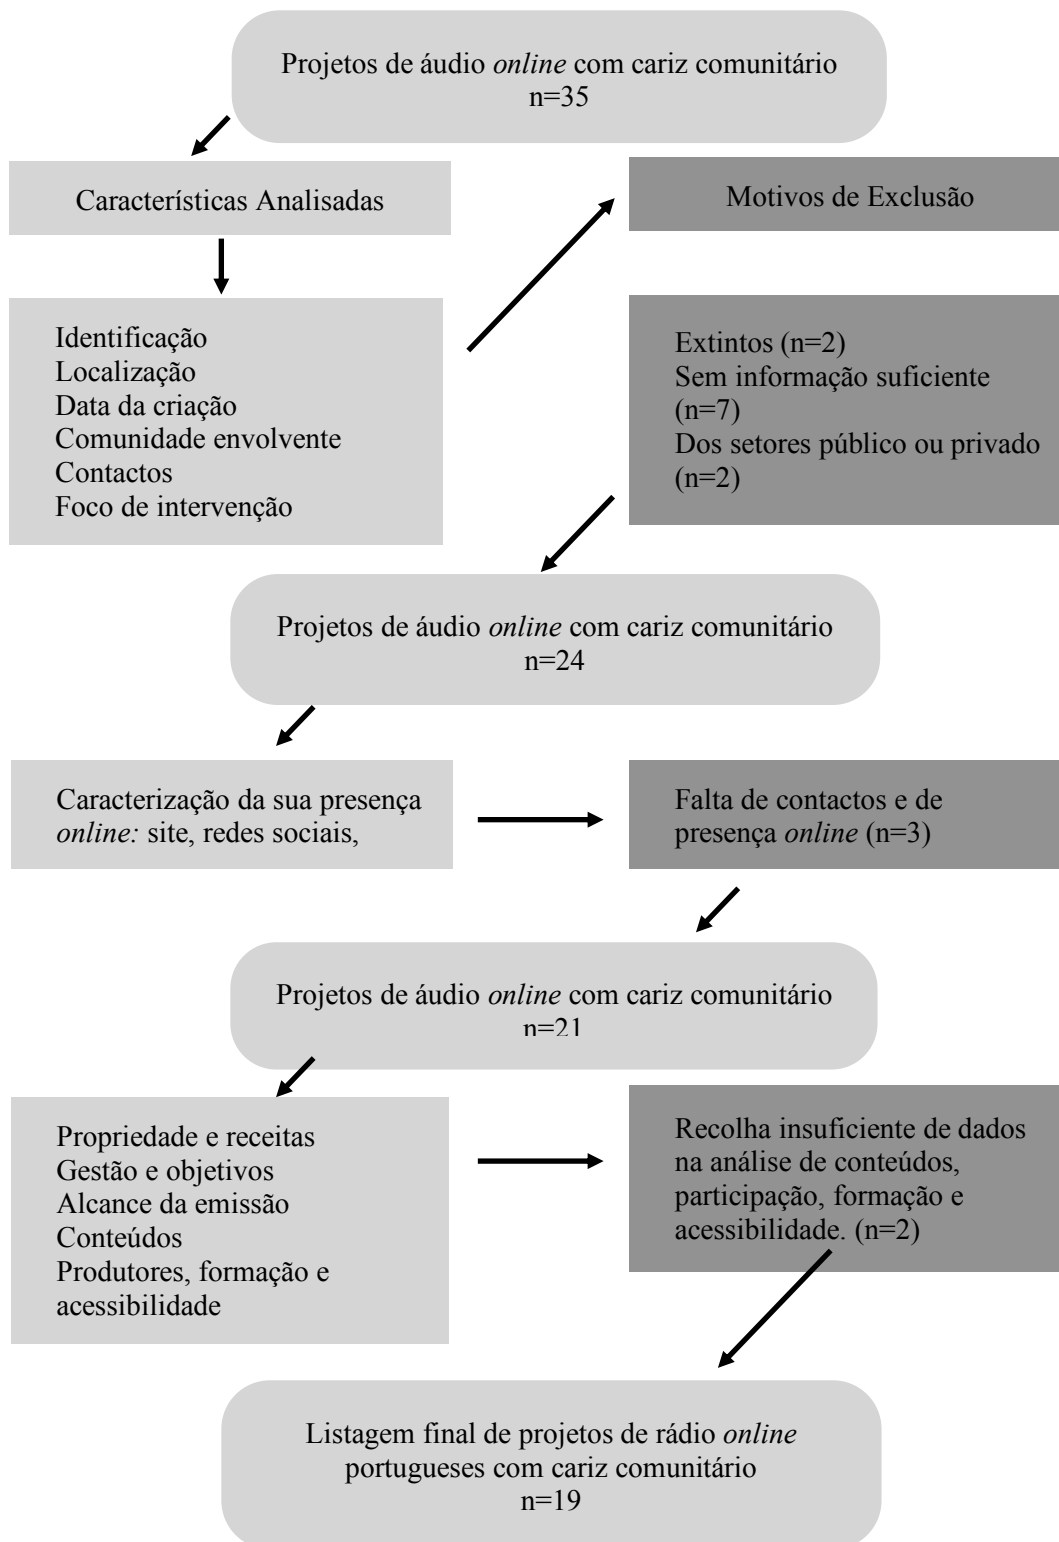 Projetos de áudio online com cariz comunitário
n=35
Características Analisadas
Motivos de Exclusão
Identificação
Localização
Data da criação
Comunidade envolvente
Contactos
Foco de intervenção
Extintos (n=2)
Sem informação suficiente
(n=7)
Dos setores público ou privado
(n=2)
Projetos de áudio online com cariz comunitário
n=24
Caracterização da sua presença
online: site, redes sociais,
Falta de contactos e de
presença online (n=3)
Projetos de áudio online com cariz comunitário
n=21
Propriedade e receitas
Gestão e objetivos
Alcance da emissão
Conteúdos
Produtores, formação e
acessibilidade
Recolha insuficiente de dados
na análise de conteúdos,
participação, formação e
acessibilidade. (n=2)
Listagem final de projetos de rádio online
portugueses com cariz comunitário
n=19